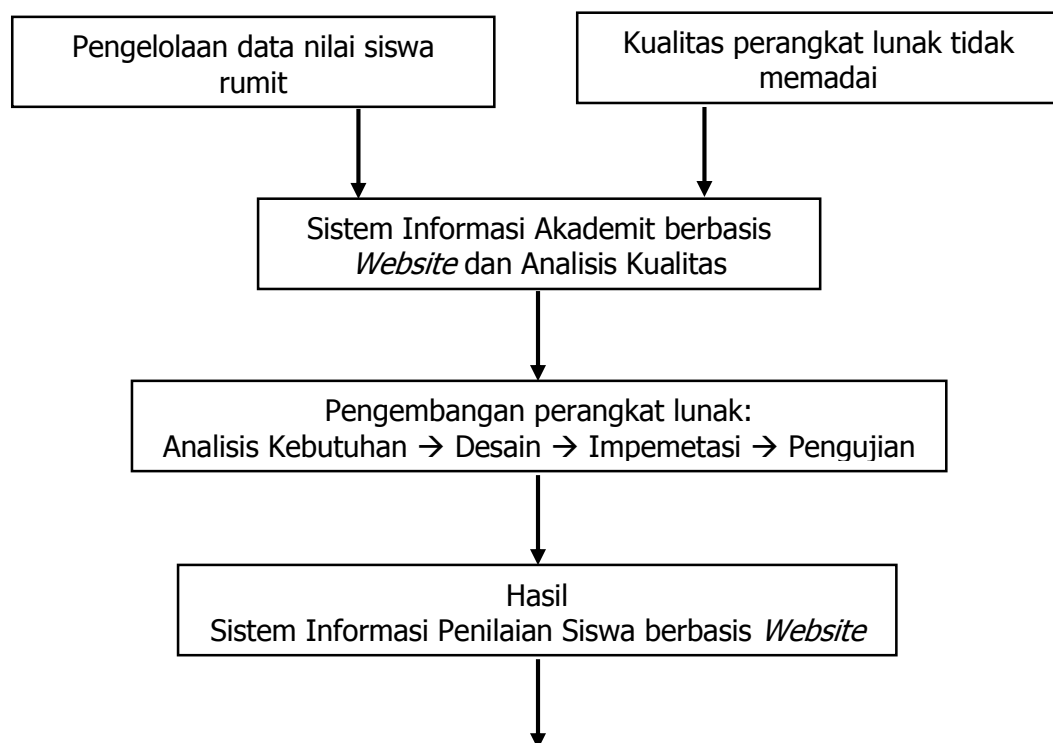 Pengelolaan data nilai siswa
rumit
Kualitas perangkat lunak tidak
memadai
Sistem Informasi Akademit berbasis
Website dan Analisis Kualitas
Pengembangan perangkat lunak:
Analisis Kebutuhan → Desain → Impemetasi → Pengujian
Hasil
Sistem Informasi Penilaian Siswa berbasis Website